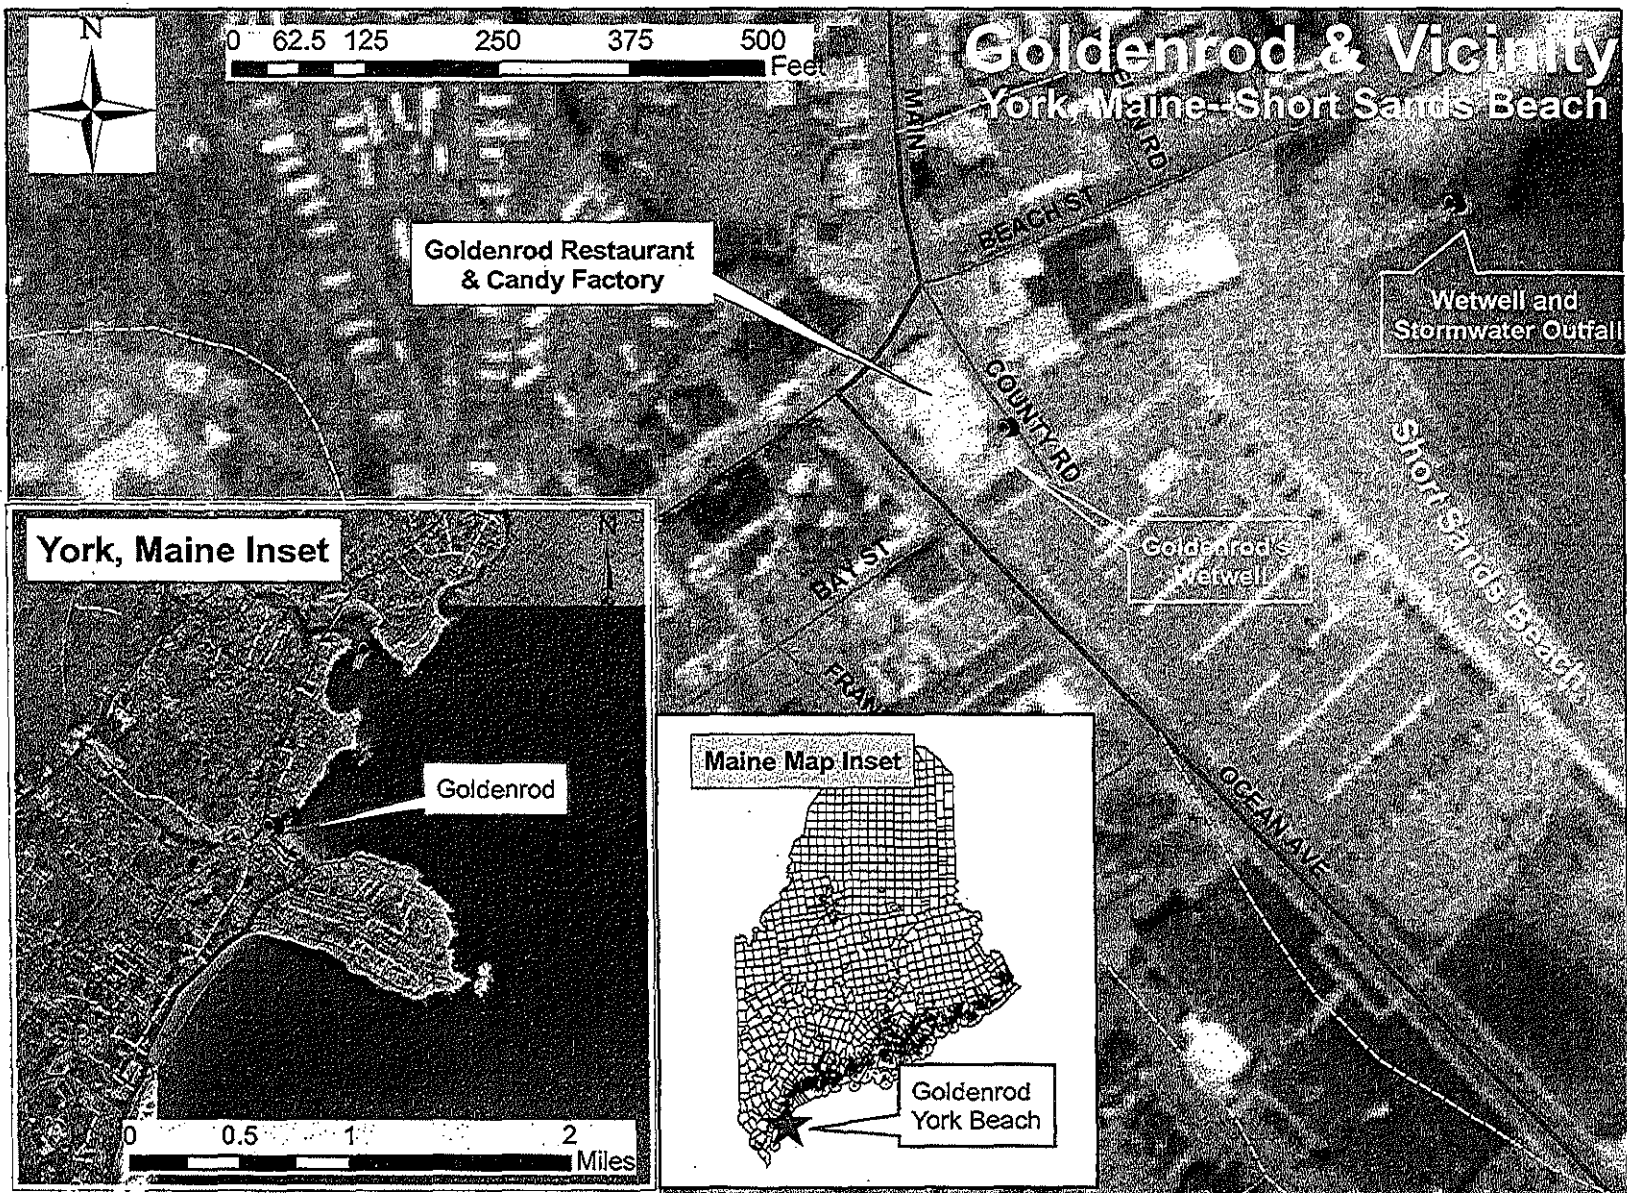 N
0 62.5 125 250 375 500
Feet
Goldenrod & Vicinity
York, Maine--Short Sands Beach
MAIN
RD
BEACH ST
Goldenrod Restaurant
& Candy Factory
Wetwell and
Stormwater Outfall
COUNTY RD
Short Sands Beach
Goldenrod's
Wetwell
BAY ST
FRAW
OCEAN AVE
York, Maine Inset
N
Goldenrod
0 0.5 1 2
Miles
Maine Map Inset
Goldenrod
York Beach